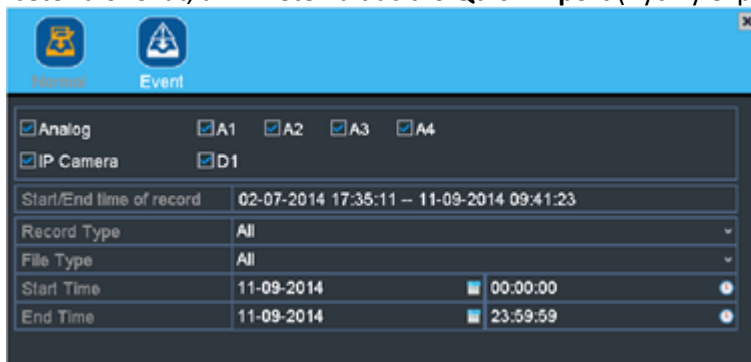 Normal
Event
Analog A1 A2 A3 A4
IP Camera D1
Start/End time of record 02-07-2014 17:35:11 -- 11-09-2014 09:41:23
Record Type All
File Type All
Start Time 11-09-2014 00:00:00
End Time 11-09-2014 23:59:59